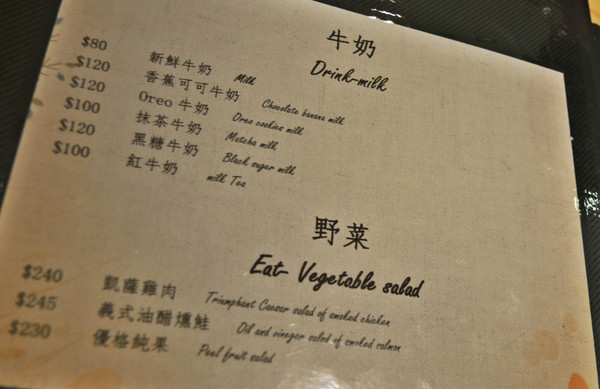 牛奶
Drink-milk
$80 新鮮牛奶 Milk
$120 香蕉可可牛奶 Chocolate banana milk
$120 Oreo 牛奶 Oreo cookies milk
$100 抹茶牛奶 Matcha milk
$120 黑糖牛奶 Black sugar milk
$100 紅牛奶 milk Tea
野菜
Eat- Vegetable salad
$240 凱薩雞肉 Triumphant Caesar salad of smoked chicken
$245 義式油醋燻鮭 Oil and vinegar salad of smoked salmon
$230 優格飩果 Peel fruit salad